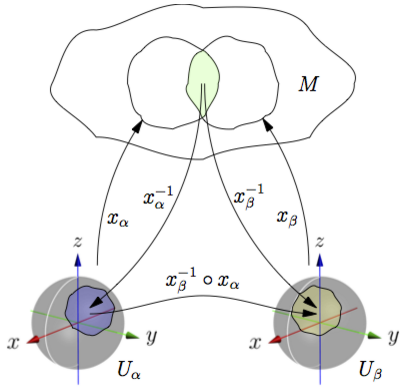 M
x_α^{-1} x_β^{-1}
x_α x_β
z x_β^{-1} ∘ x_α z
x y x y
U_α U_β